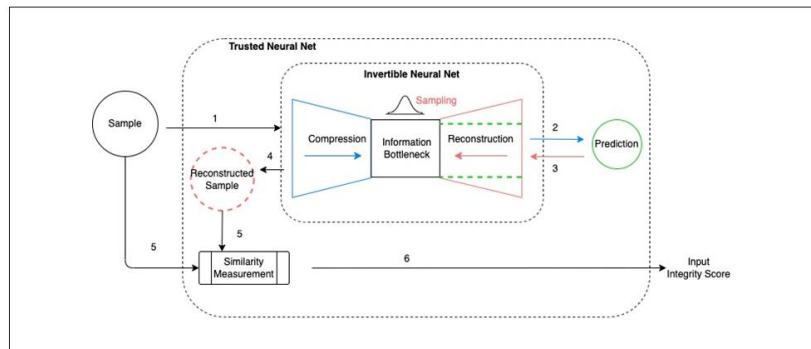 Trusted Neural Net
Invertible Neural Net
Sampling
Sample
1
Compression
Information
Bottleneck
Reconstruction
2
Prediction
3
4
Reconstructed
Sample
5
5
Similarity
Measurement
6
Input
Integrity Score